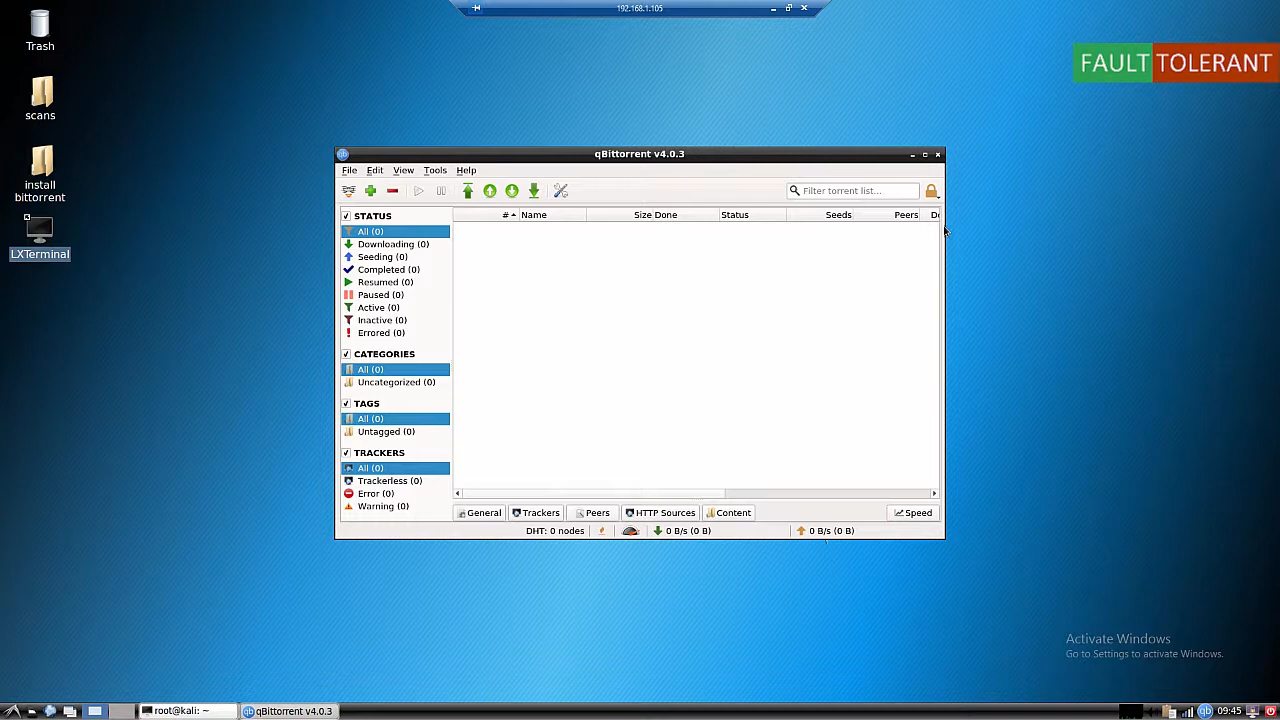 192.168.1.105
Trash
scans
install
bittorrent
LXTerminal
FAULT TOLERANT
qBittorrent v4.0.3
File Edit View Tools Help
Filter torrent list...
# Name Size Done Status Seeds Peers
STATUS
All (0)
Downloading (0)
Seeding (0)
Completed (0)
Resumed (0)
Paused (0)
Active (0)
Inactive (0)
Errored (0)
CATEGORIES
All (0)
Uncategorized (0)
TAGS
All (0)
Untagged (0)
TRACKERS
All (0)
Trackerless (0)
Error (0)
Warning (0)
General Trackers Peers HTTP Sources Content Speed
DHT: 0 nodes 0 B/s (0 B) 0 B/s (0 B)
Activate Windows
Go to Settings to activate Windows.
root@kali: ~ qBittorrent v4.0.3 09:45